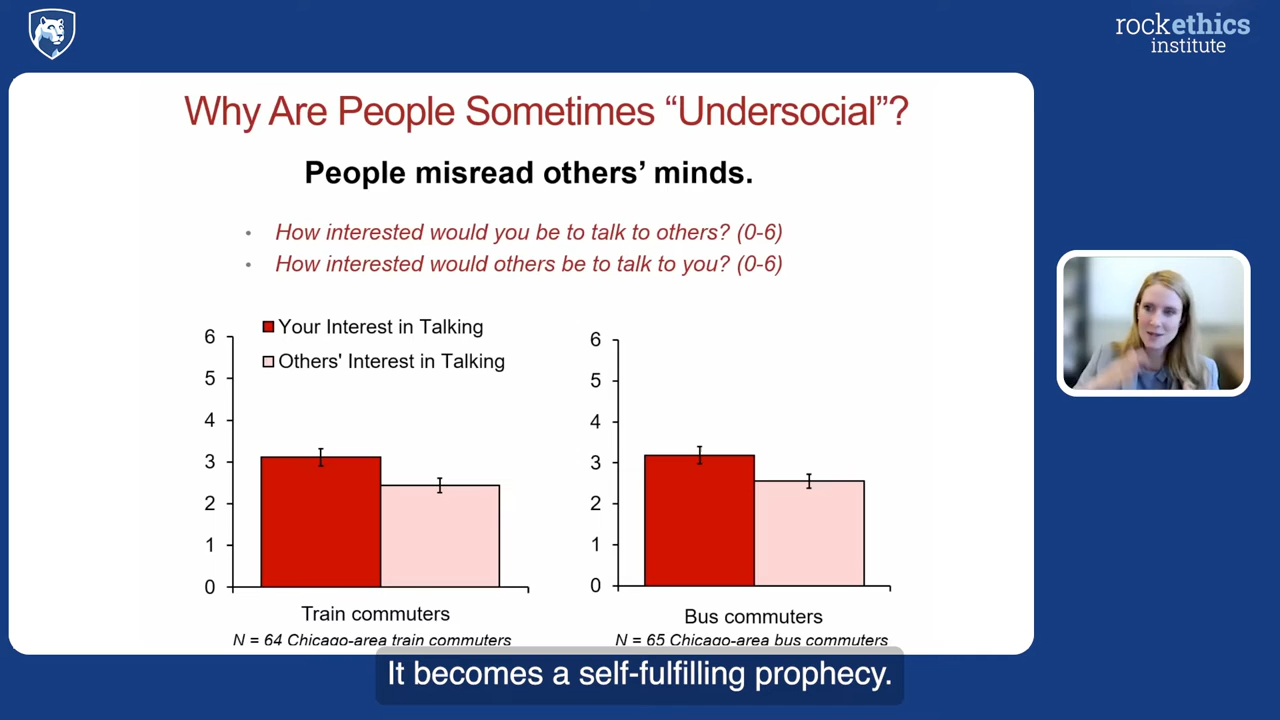 rockethics
institute
Why Are People Sometimes “Undersocial”?
People misread others’ minds.
• How interested would you be to talk to others? (0-6)
• How interested would others be to talk to you? (0-6)
Your Interest in Talking
Others' Interest in Talking
6
5
4
3
2
1
0
Train commuters
N = 64 Chicago-area train commuters
6
5
4
3
2
1
0
Bus commuters
N = 65 Chicago-area bus commuters
It becomes a self-fulfilling prophecy.